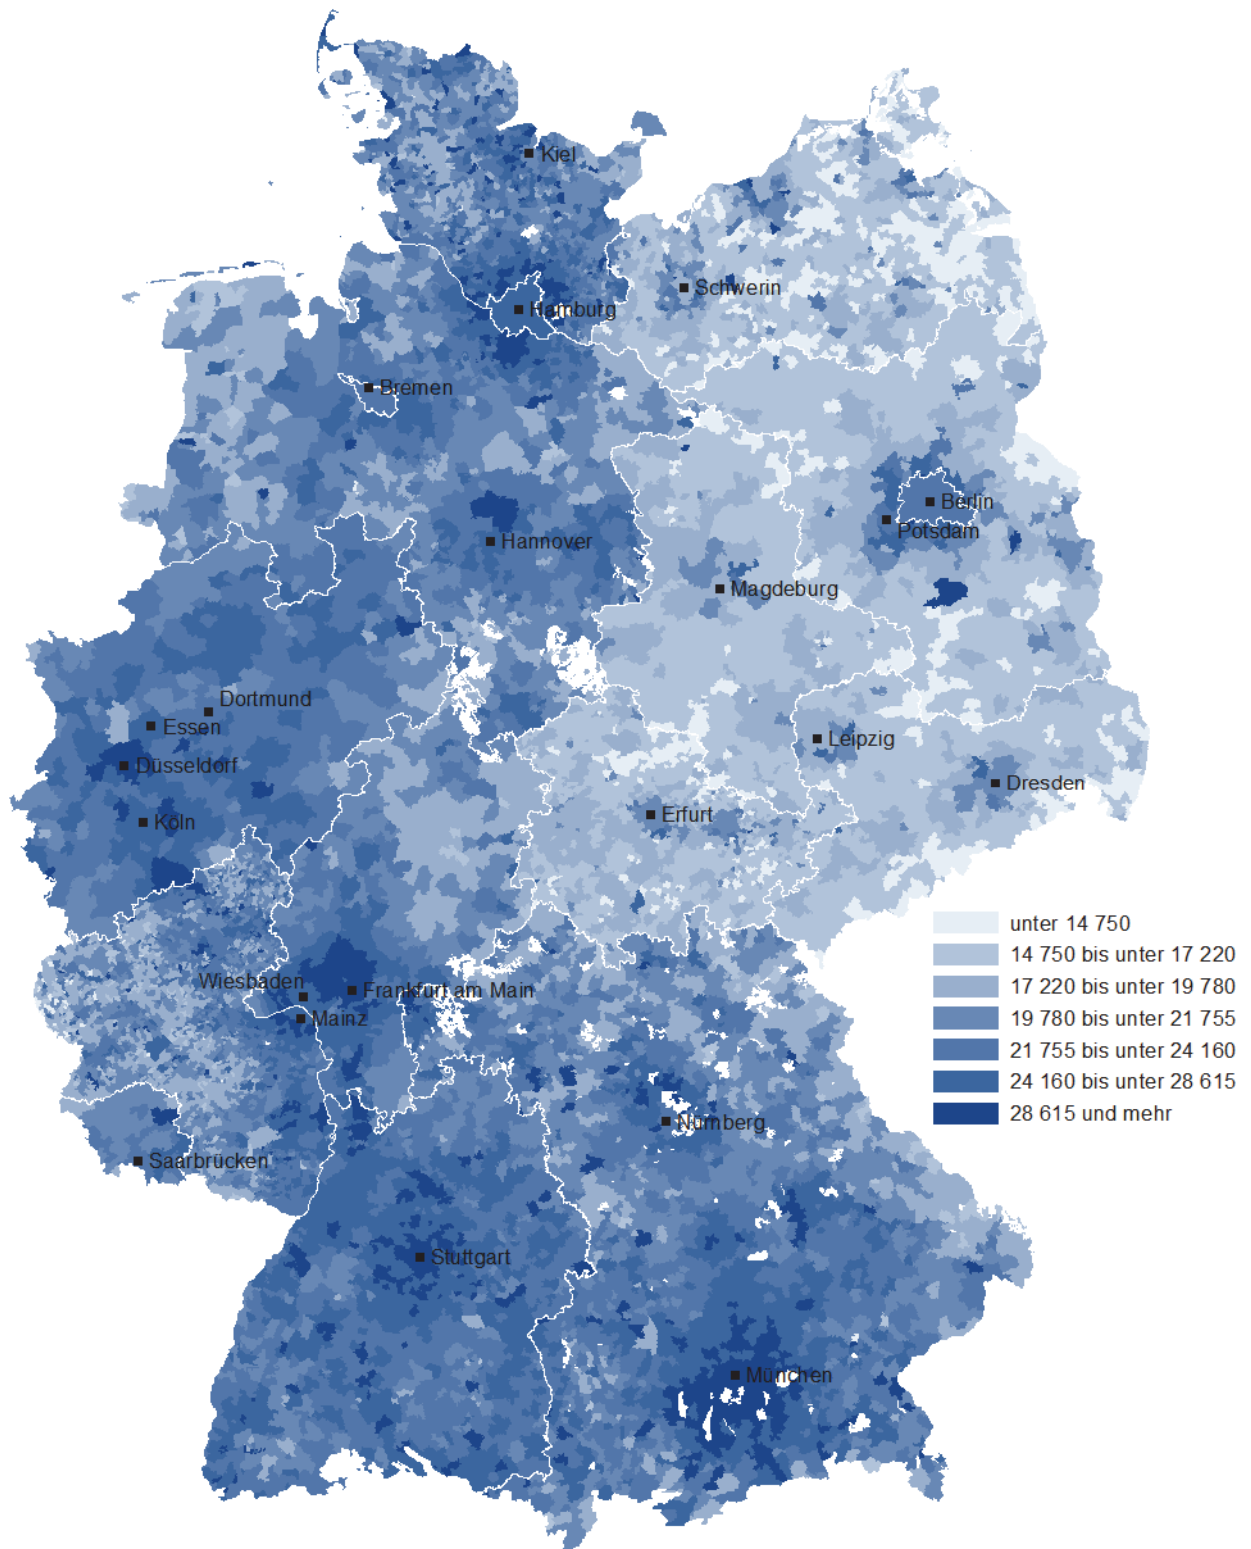 Kiel
Schwerin
Hamburg
Bremen
Berlin
Potsdam
Hannover
Magdeburg
Dortmund
Essen
Leipzig
Düsseldorf
Dresden
Köln
Erfurt
unter 14 750
14 750 bis unter 17 220
17 220 bis unter 19 780
19 780 bis unter 21 755
21 755 bis unter 24 160
24 160 bis unter 28 615
28 615 und mehr
Wiesbaden
Frankfurt am Main
Mainz
Nürnberg
Saarbrücken
Stuttgart
München